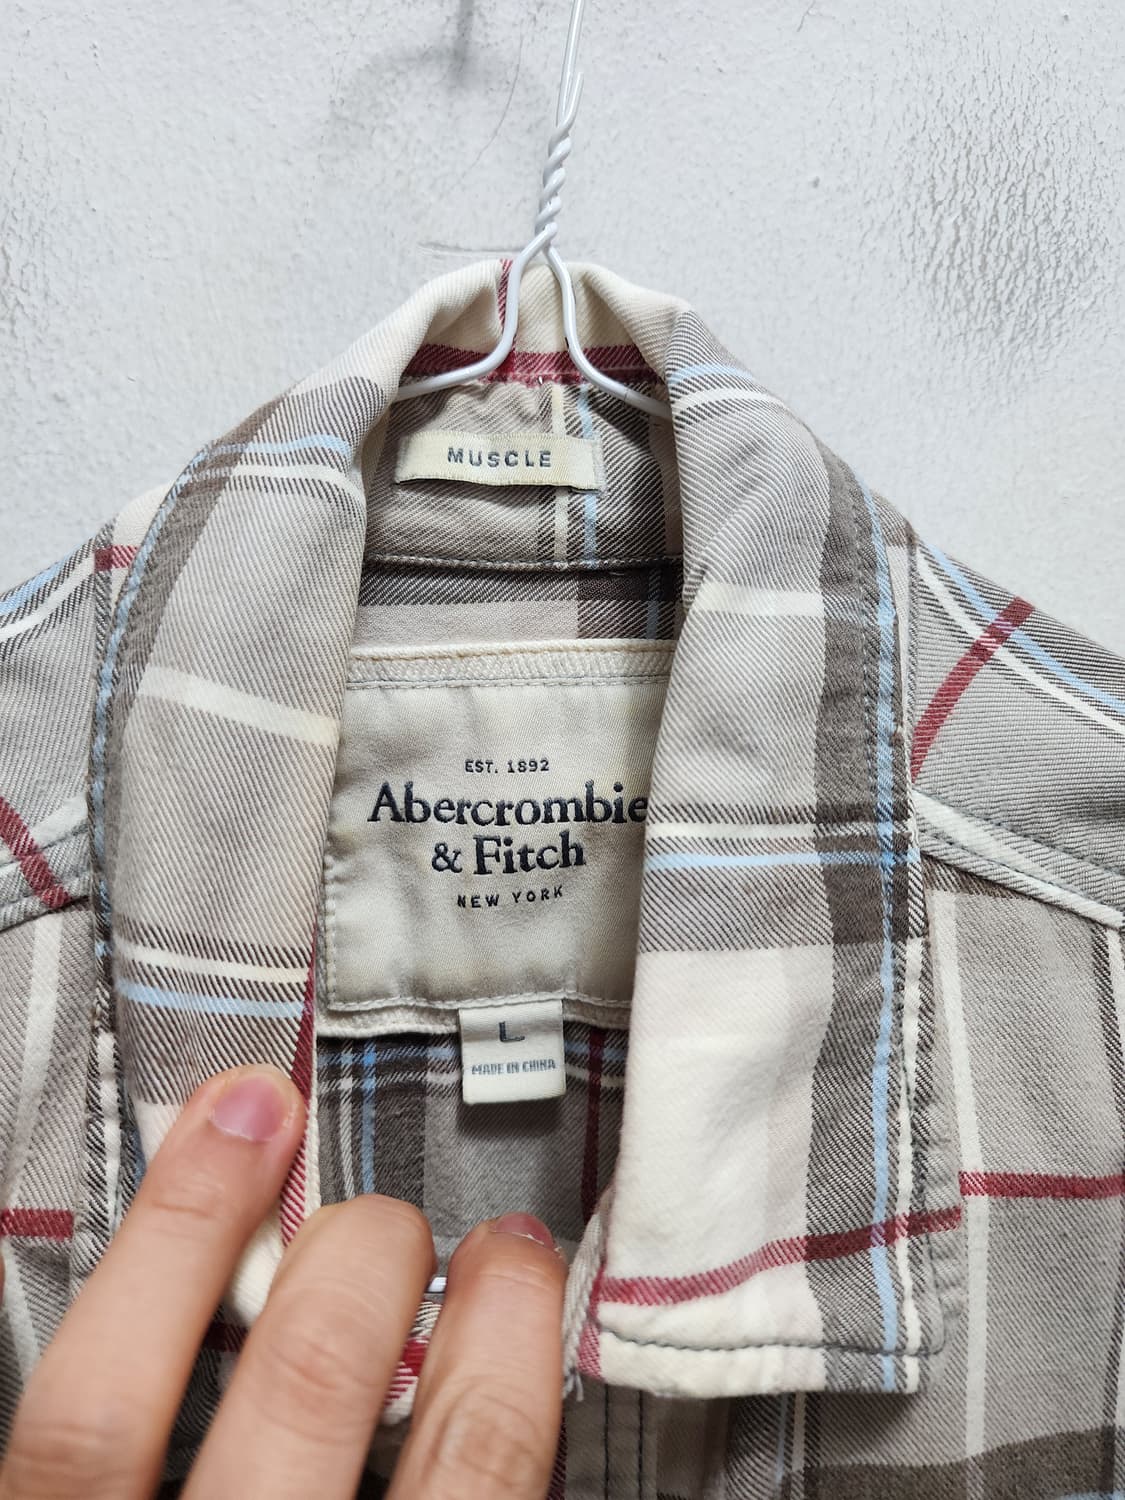 MUSCLE
EST. 1892
Abercrombie
& Fitch
NEW YORK
L
MADE IN CHINA